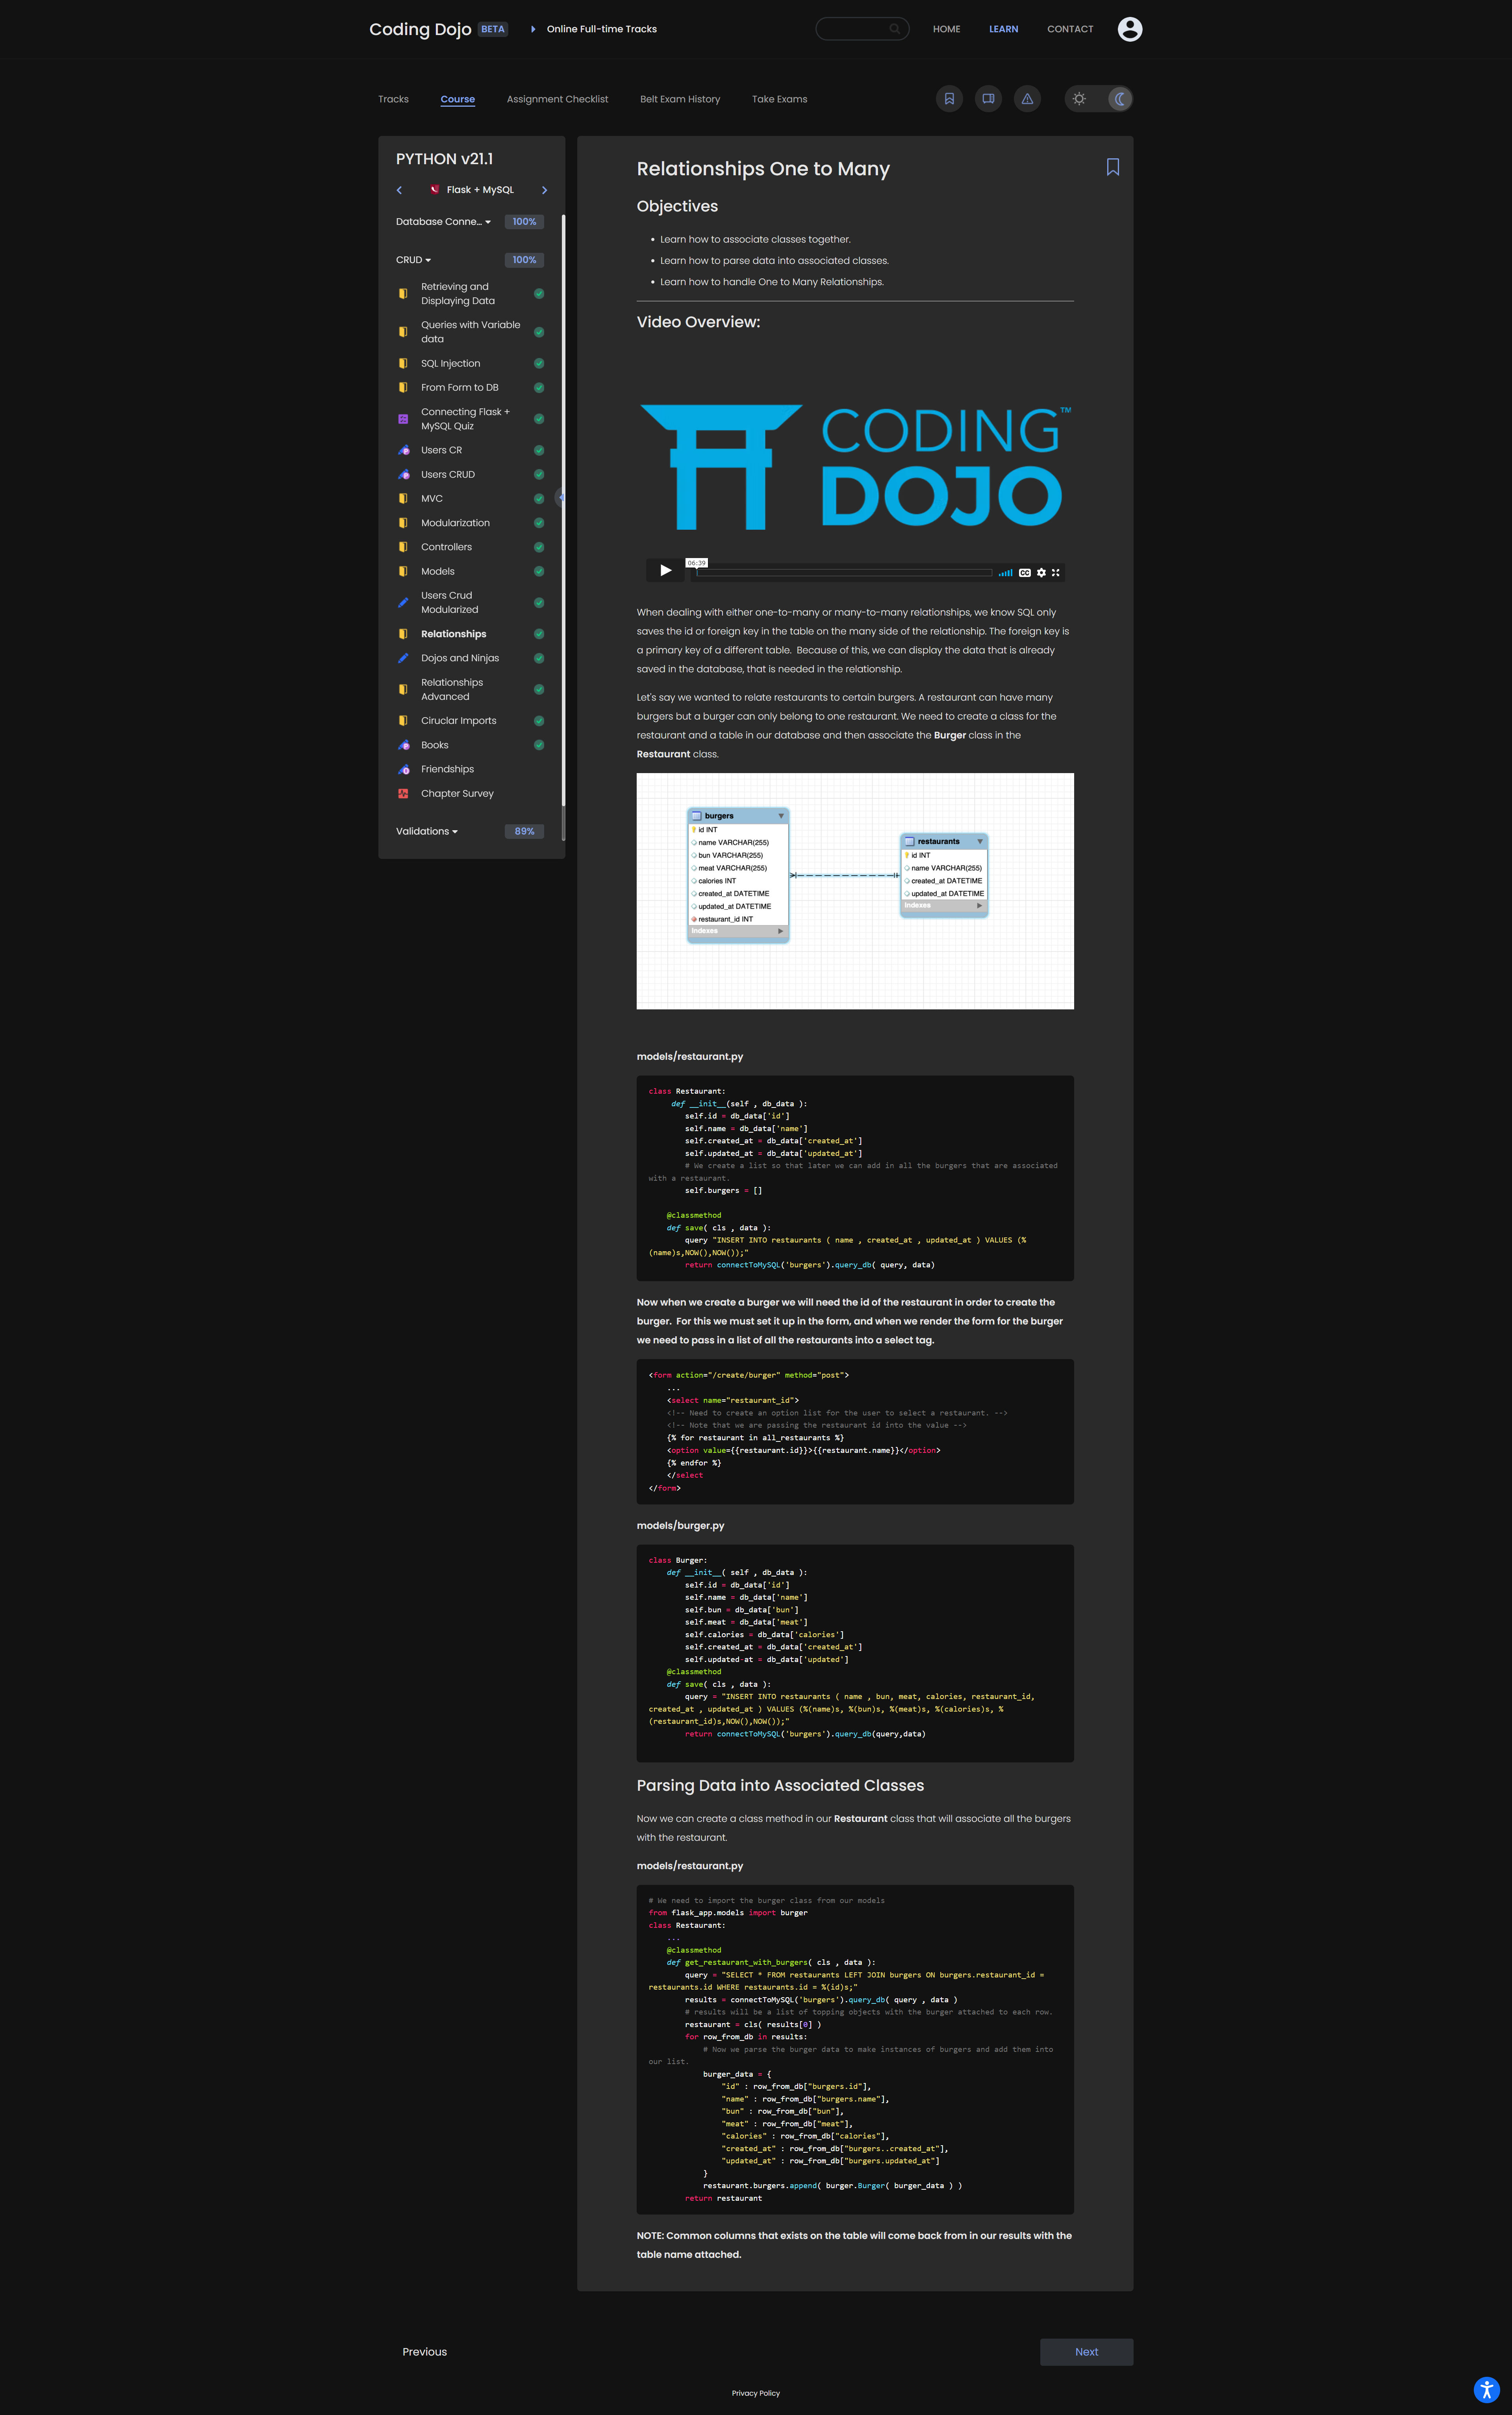 Coding Dojo BETA Online Full-time Tracks HOME LEARN CONTACT
Tracks Course Assignment Checklist Belt Exam History Take Exams
PYTHON v21.1
Flask + MySQL
Database Conne... 100%
CRUD 100%
Retrieving and
Displaying Data
Queries with Variable
data
SQL Injection
From Form to DB
Connecting Flask +
MySQL Quiz
Users CR
Users CRUD
MVC
Modularization
Controllers
Models
Users Crud
Modularized
Relationships
Dojos and Ninjas
Relationships
Advanced
Ciruclar Imports
Books
Friendships
Chapter Survey
Validations 89%
Relationships One to Many
Objectives
• Learn how to associate classes together.
• Learn how to parse data into associated classes.
• Learn how to handle One to Many Relationships.
Video Overview:
CODING™
DOJO
06:39
CC
When dealing with either one-to-many or many-to-many relationships, we know SQL only
saves the id or foreign key in the table on the many side of the relationship. The foreign key is
a primary key of a different table.  Because of this, we can display the data that is already
saved in the database, that is needed in the relationship.
Let's say we wanted to relate restaurants to certain burgers. A restaurant can have many
burgers but a burger can only belong to one restaurant. We need to create a class for the
restaurant and a table in our database and then associate the Burger class in the
Restaurant class.
burgers
id INT
name VARCHAR(255)
bun VARCHAR(255)
meat VARCHAR(255)
calories INT
created_at DATETIME
updated_at DATETIME
restaurant_id INT
Indexes
restaurants
id INT
name VARCHAR(255)
created_at DATETIME
updated_at DATETIME
Indexes
models/restaurant.py
class Restaurant:
def __init__(self , db_data ):
self.id = db_data['id']
self.name = db_data['name']
self.created_at = db_data['created_at']
self.updated_at = db_data['updated_at']
# We create a list so that later we can add in all the burgers that are associated
with a restaurant.
self.burgers = []
@classmethod
def save( cls , data ):
query "INSERT INTO restaurants ( name , created_at , updated_at ) VALUES (%
(name)s,NOW(),NOW());"
return connectToMySQL('burgers').query_db( query, data)
Now when we create a burger we will need the id of the restaurant in order to create the
burger.  For this we must set it up in the form, and when we render the form for the burger
we need to pass in a list of all the restaurants into a select tag.
<form action="/create/burger" method="post">
...
<select name="restaurant_id">
<!-- Need to create an option list for the user to select a restaurant. -->
<!-- Note that we are passing the restaurant id into the value -->
{% for restaurant in all_restaurants %}
<option value={{restaurant.id}}>{{restaurant.name}}</option>
{% endfor %}
</select
</form>
models/burger.py
class Burger:
def __init__( self , db_data ):
self.id = db_data['id']
self.name = db_data['name']
self.bun = db_data['bun']
self.meat = db_data['meat']
self.calories = db_data['calories']
self.created_at = db_data['created_at']
self.updated-at = db_data['updated']
@classmethod
def save( cls , data ):
query = "INSERT INTO restaurants ( name , bun, meat, calories, restaurant_id,
created_at , updated_at ) VALUES (%(name)s, %(bun)s, %(meat)s, %(calories)s, %
(restaurant_id)s,NOW(),NOW());"
return connectToMySQL('burgers').query_db(query,data)
Parsing Data into Associated Classes
Now we can create a class method in our Restaurant class that will associate all the burgers
with the restaurant.
models/restaurant.py
# We need to import the burger class from our models
from flask_app.models import burger
class Restaurant:
...
@classmethod
def get_restaurant_with_burgers( cls , data ):
query = "SELECT * FROM restaurants LEFT JOIN burgers ON burgers.restaurant_id =
restaurants.id WHERE restaurants.id = %(id)s;"
results = connectToMySQL('burgers').query_db( query , data )
# results will be a list of topping objects with the burger attached to each row.
restaurant = cls( results[0] )
for row_from_db in results:
# Now we parse the burger data to make instances of burgers and add them into
our list.
burger_data = {
"id" : row_from_db["burgers.id"],
"name" : row_from_db["burgers.name"],
"bun" : row_from_db["bun"],
"meat" : row_from_db["meat"],
"calories" : row_from_db["calories"],
"created_at" : row_from_db["burgers..created_at"],
"updated_at" : row_from_db["burgers.updated_at"]
}
restaurant.burgers.append( burger.Burger( burger_data ) )
return restaurant
NOTE: Common columns that exists on the table will come back from in our results with the
table name attached.
Previous Next
Privacy Policy